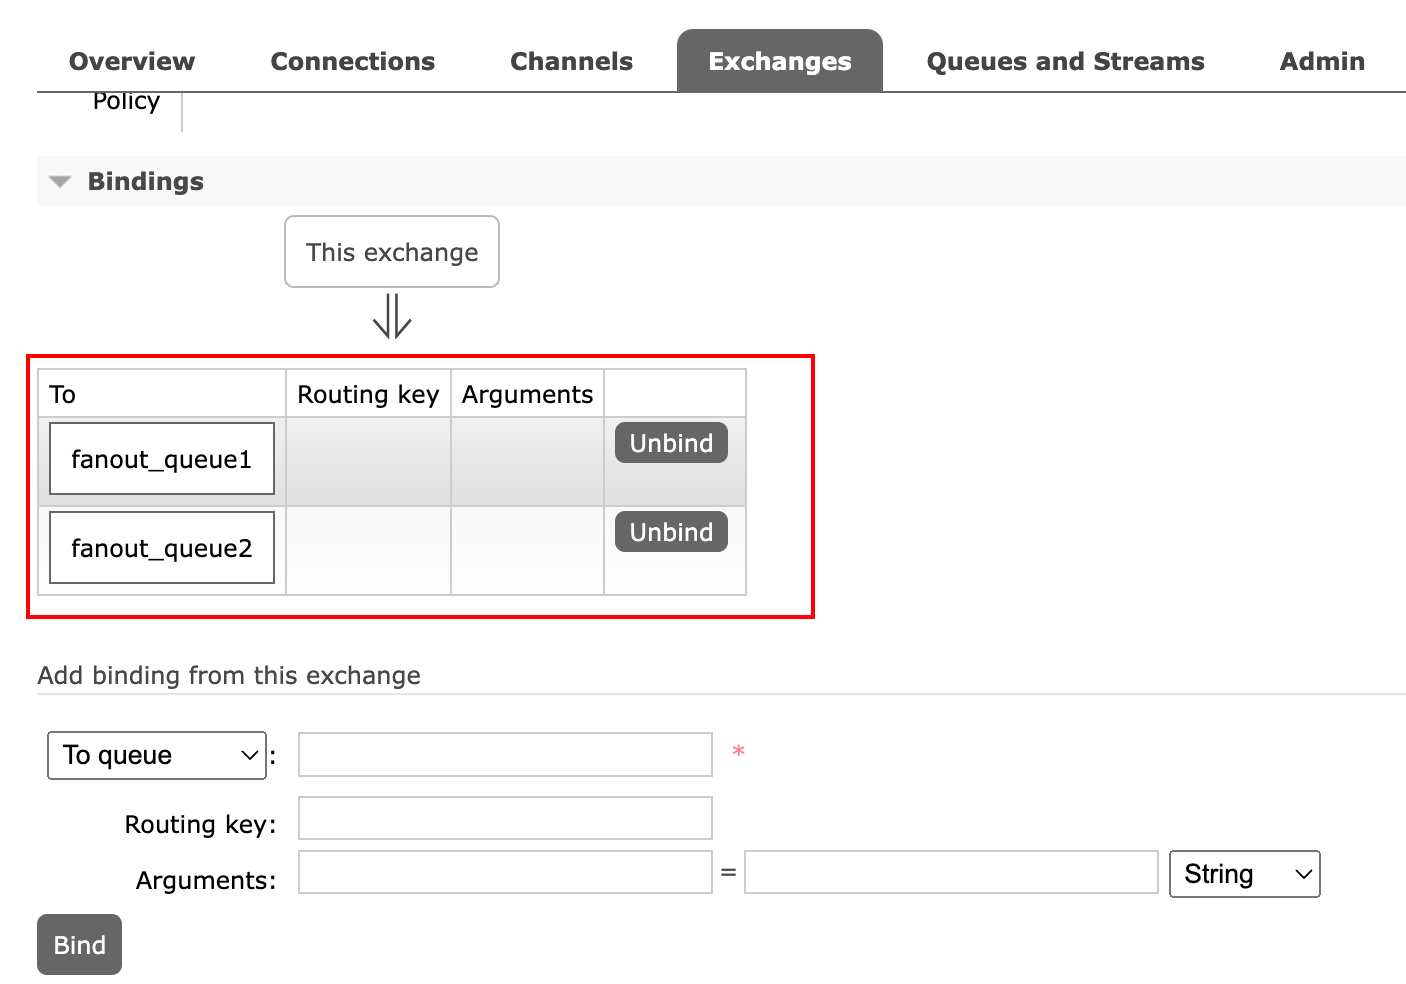 Overview Connections Channels Exchanges Queues and Streams Admin
Policy
Bindings
This exchange
To Routing key Arguments
fanout_queue1 Unbind
fanout_queue2 Unbind
Add binding from this exchange
To queue : *
Routing key:
Arguments: = String
Bind